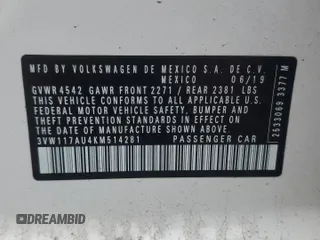 MFD.BY VOLKSWAGEN DE MEXICO S.A. DE C.V.
MEXICO 06/19
GVWR 4542 GAWR FRONT 2271 / REAR 2381 LBS
THIS VEHICLE CONFORMS TO ALL APPLICABLE U.S.
FEDERAL MOTOR VEHICLE SAFETY, BUMPER, AND
THEFT PREVENTION STANDARDS IN EFFECT ON
THE DATE OF MANUFACTURE SHOWN ABOVE.
3VW117AU4KM514281 PASSENGER CAR
2533069 3377 M
DREAMBID